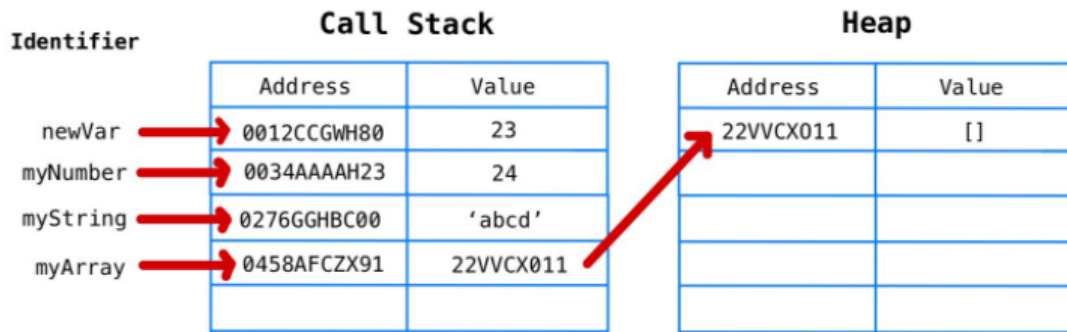 Call Stack Heap
Identifier
Address Value Address Value
newVar 0012CCGWH80 23 22VVCX011 []
myNumber 0034AAAAH23 24
myString 0276GGHBC00 ‘abcd’
myArray 0458AFCZX91 22VVCX011